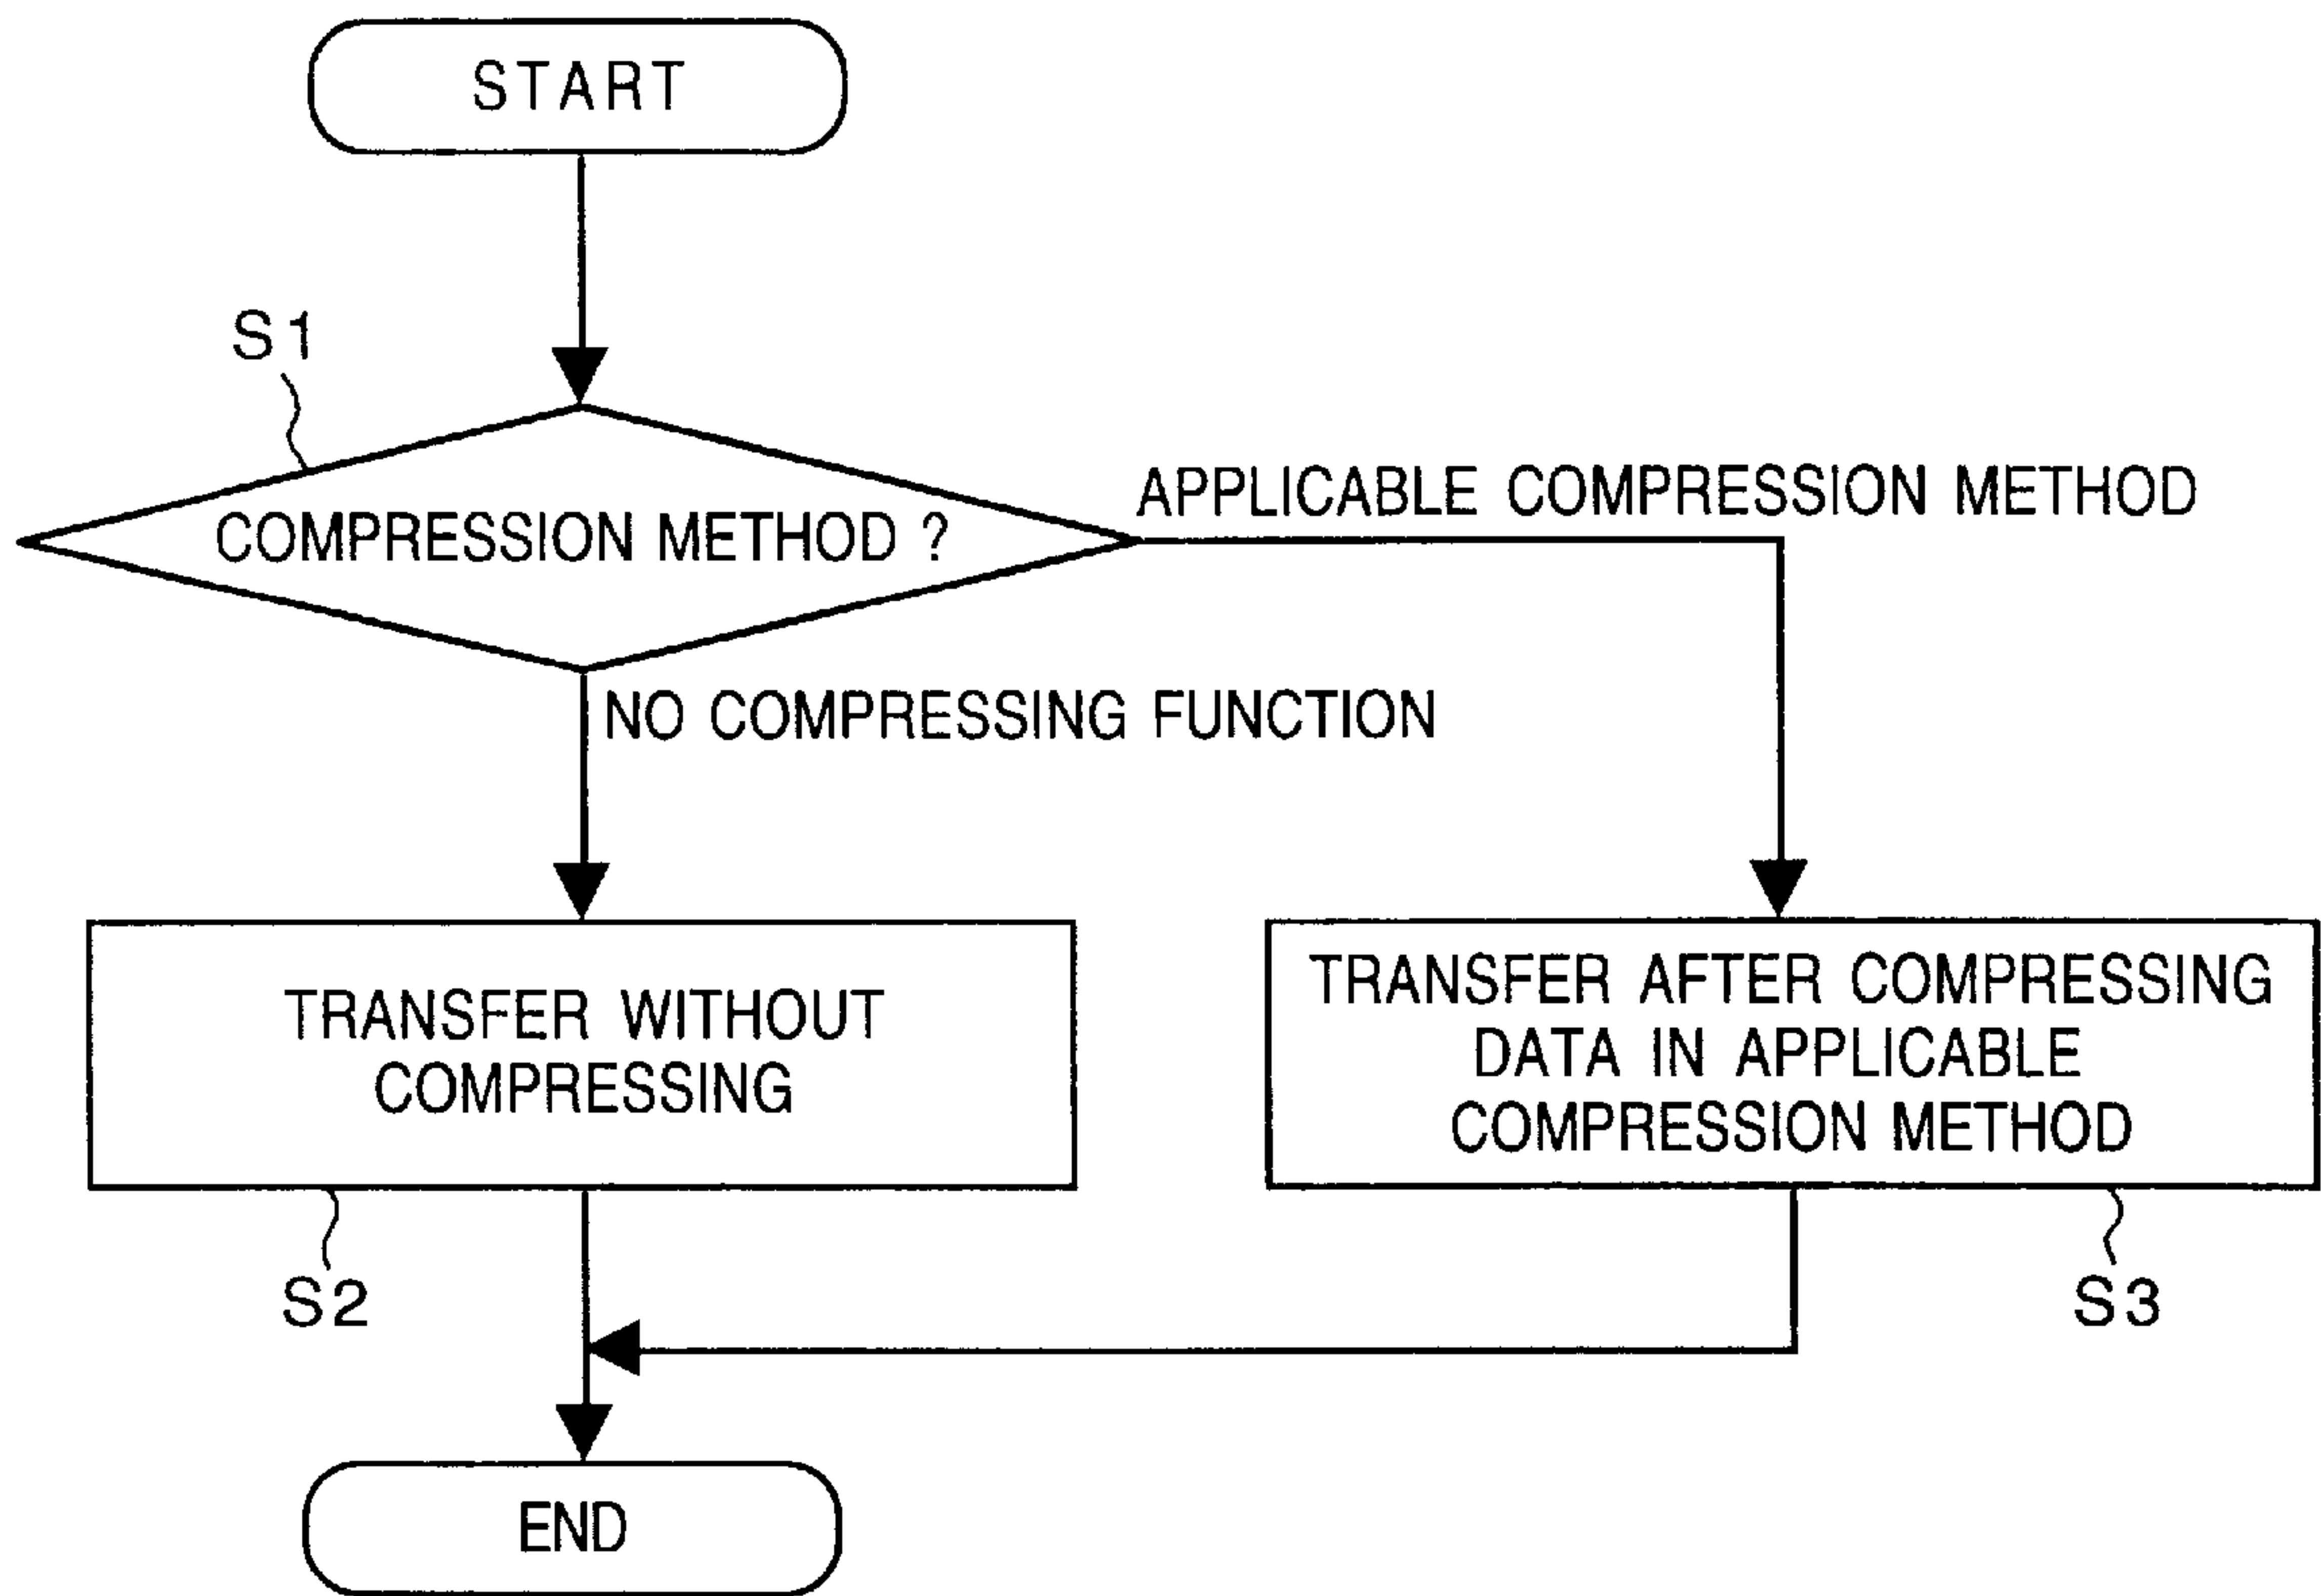 START
S1
COMPRESSION METHOD ?
APPLICABLE COMPRESSION METHOD
NO COMPRESSING FUNCTION
TRANSFER WITHOUT
COMPRESSING
TRANSFER AFTER COMPRESSING
DATA IN APPLICABLE
COMPRESSION METHOD
S2
S3
END